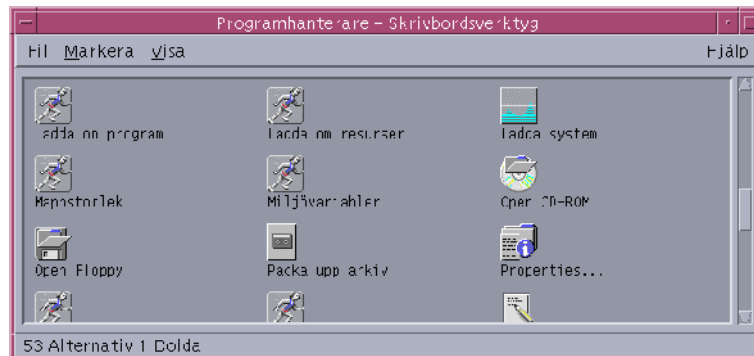 Programhanterare – Skrivbordsverktyg
Fil Markera Visa Hjälp
Ladda om program Ladda om resurser Ladda system
Mappstorlek Miljövariabler Open CD-ROM
Open Floppy Packa upp arkiv Properties...
53 Alternativ 1 Dolda